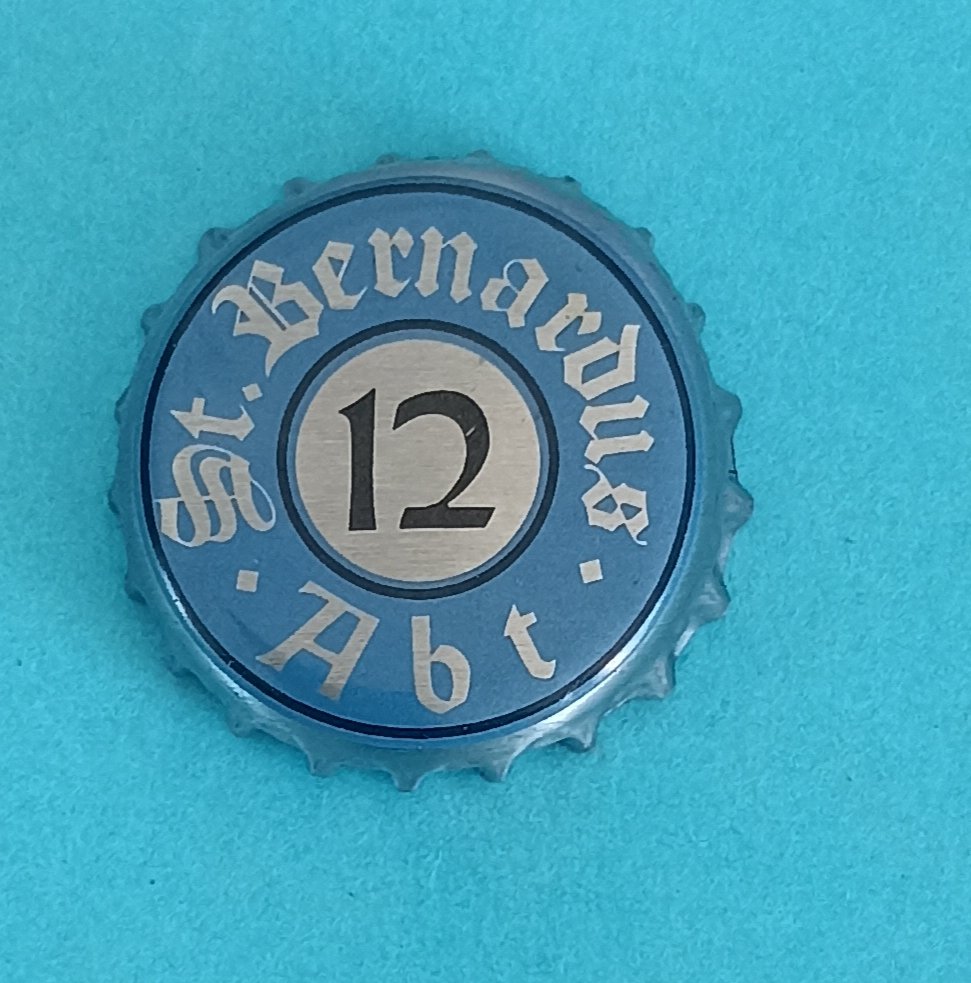 St. Bernardus
12
· Abt ·